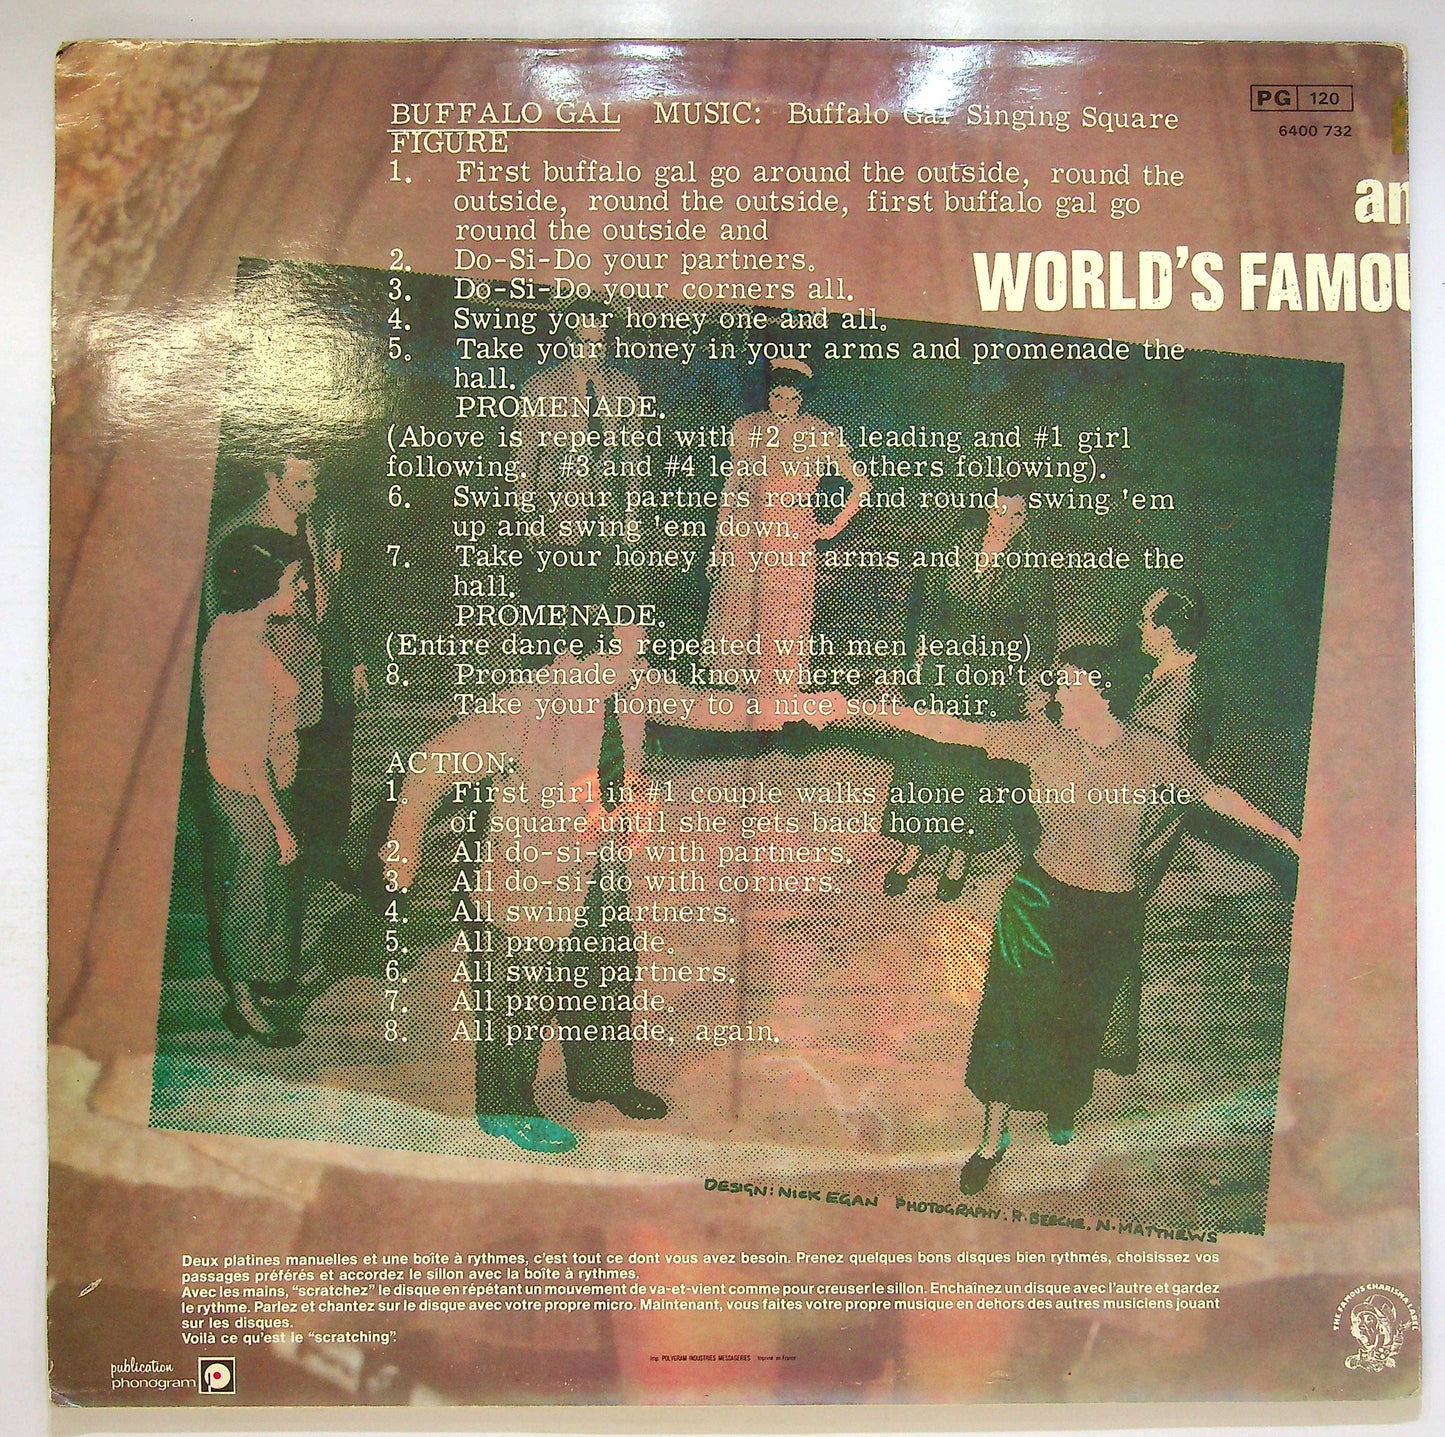 BUFFALO GAL MUSIC: Buffalo Gal Singing Square
FIGURE
1. First buffalo gal go around the outside, round the
outside, round the outside, first buffalo gal go
round the outside and
2. Do-Si-Do your partners.
3. Do-Si-Do your corners all.
4. Swing your honey one and all.
5. Take your honey in your arms and promenade the
hall.
PROMENADE.
(Above is repeated with #2 girl leading and #1 girl
following. #3 and #4 lead with others following).
6. Swing your partners round and round, swing 'em
up and swing 'em down.
7. Take your honey in your arms and promenade the
hall.
PROMENADE.
(Entire dance is repeated with men leading)
8. Promenade you know where and I don't care.
Take your honey to a nice soft chair.
ACTION:
1. First girl in #1 couple walks alone around outside
of square until she gets back home.
2. All do-si-do with partners.
3. All do-si-do with corners.
4. All swing partners.
5. All promenade.
6. All swing partners.
7. All promenade.
8. All promenade, again.
PG 120
6400 732
an
WORLD'S FAMOU
DESIGN: NICK EGAN PHOTOGRAPHY: R. BEECHE, N. MATTHEWS
Deux platines manuelles et une boîte à rythmes, c'est tout ce dont vous avez besoin. Prenez quelques bons disques bien rythmés, choisissez vos
passages préférés et accordez le sillon avec la boîte à rythmes.
Avec les mains, "scratchez" le disque en répétant un mouvement de va-et-vient comme pour creuser le sillon. Enchaînez un disque avec l'autre et gardez
le rythme. Parlez et chantez sur le disque avec votre propre micro. Maintenant, vous faites votre propre musique en dehors des autres musiciens jouant
sur les disques.
Voilà ce qu'est le "scratching".
publication
phonogram
imp. POLYGRAM INDUSTRIES MESSAGERIES Imprimé en France
THE FAMOUS CHARISMA LABEL